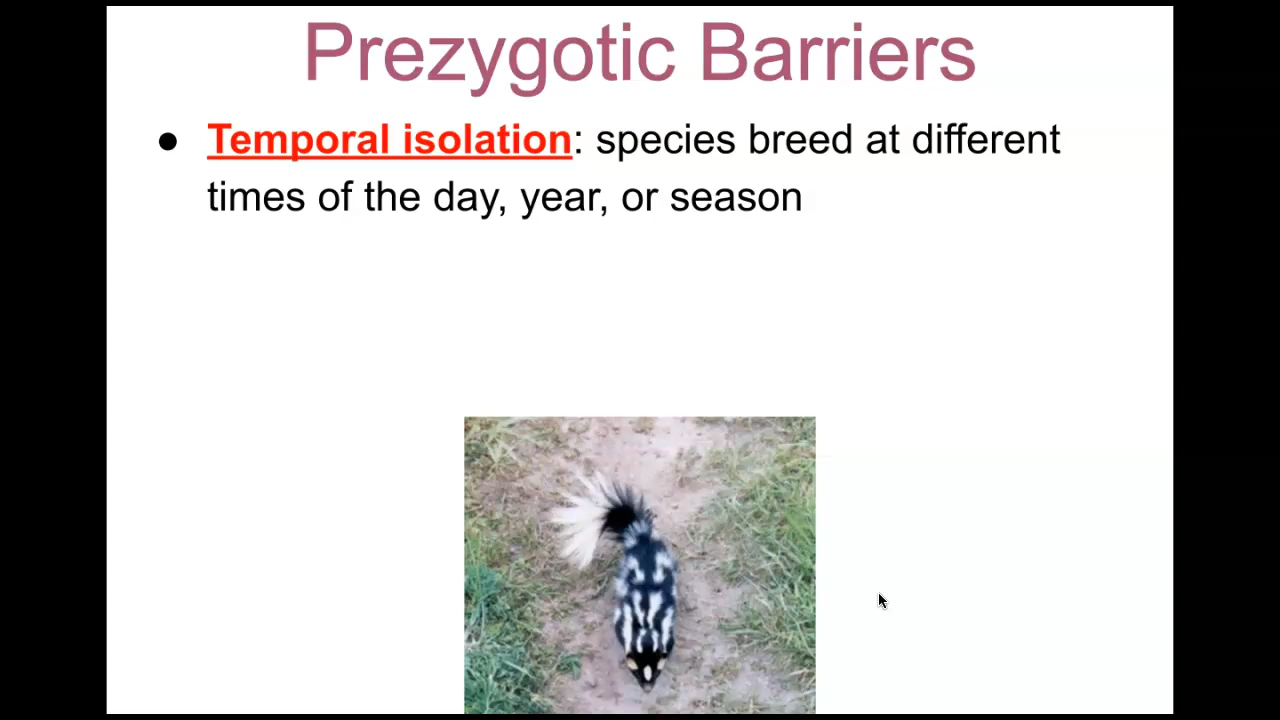 Prezygotic Barriers
● Temporal isolation: species breed at different
times of the day, year, or season